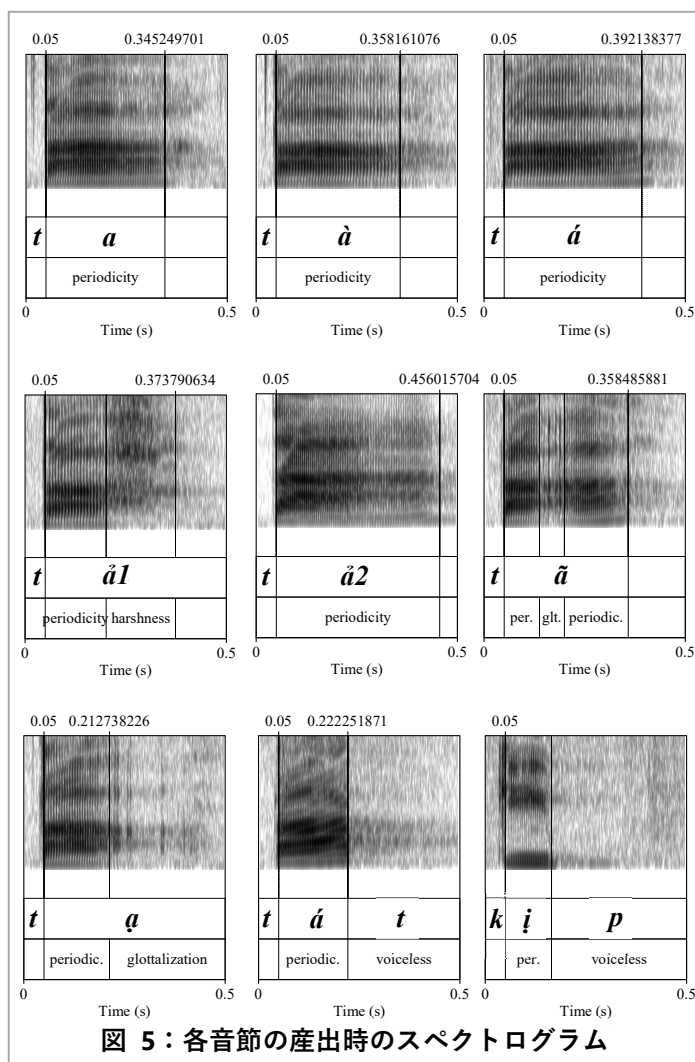 0.05 0.345249701 0.05 0.358161076 0.05 0.392138377
t a t à t á
periodicity periodicity periodicity
0 0.5 0 0.5 0 0.5
Time (s) Time (s) Time (s)
0.05 0.373790634 0.05 0.456015704 0.05 0.358485881
t ả1 t ả2 t ã
periodicity harshness periodicity per. glt. periodic.
0 0.5 0 0.5 0 0.5
Time (s) Time (s) Time (s)
0.05 0.212738226 0.05 0.222251871 0.05
t ạ t á t k ị p
periodic. glottalization periodic. voiceless per. voiceless
0 0.5 0 0.5 0 0.5
Time (s) Time (s) Time (s)
図 5：各音節の産出時のスペクトログラム